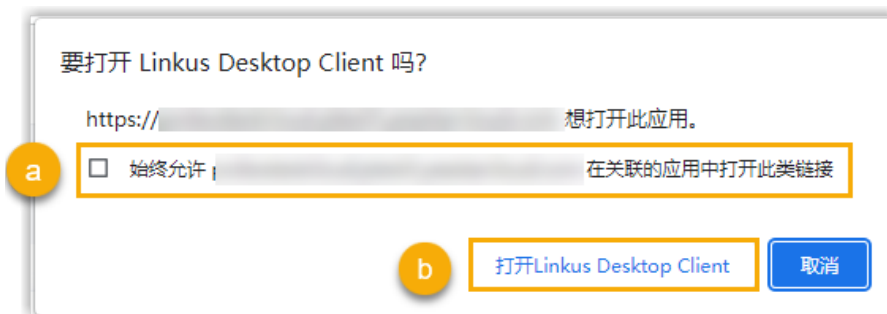 要打开 Linkus Desktop Client 吗?
https:// 想打开此应用。
a
始终允许 在关联的应用中打开此类链接
b
打开Linkus Desktop Client
取消